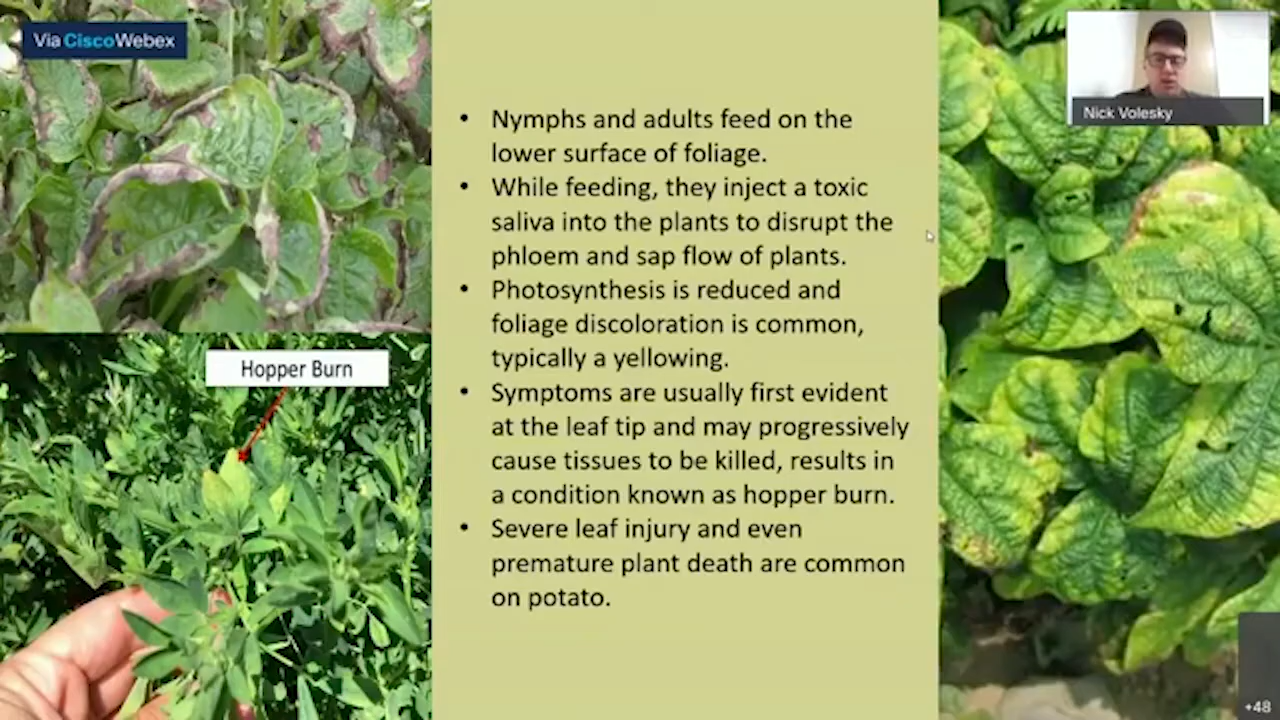 Via CiscoWebex
Nick Volesky
• Nymphs and adults feed on the
lower surface of foliage.
• While feeding, they inject a toxic
saliva into the plants to disrupt the
phloem and sap flow of plants.
• Photosynthesis is reduced and
foliage discoloration is common,
typically a yellowing.
• Symptoms are usually first evident
at the leaf tip and may progressively
cause tissues to be killed, results in
a condition known as hopper burn.
• Severe leaf injury and even
premature plant death are common
on potato.
Hopper Burn
+48